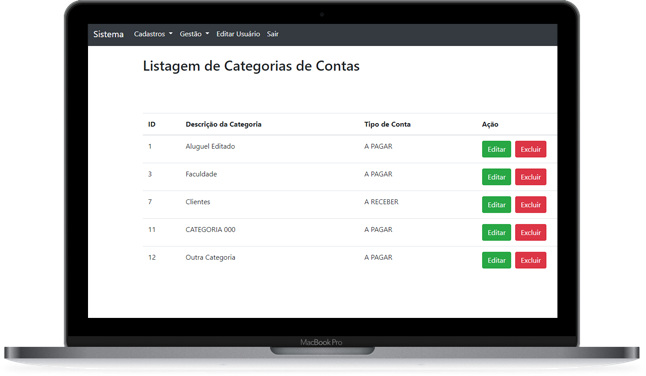 Sistema Cadastros Gestão Editar Usuário Sair
Listagem de Categorias de Contas
ID Descrição da Categoria Tipo de Conta Ação
1 Aluguel Editado A PAGAR Editar Excluir
3 Faculdade A PAGAR Editar Excluir
7 Clientes A RECEBER Editar Excluir
11 CATEGORIA 000 A PAGAR Editar Excluir
12 Outra Categoria A PAGAR Editar Excluir
MacBook Pro